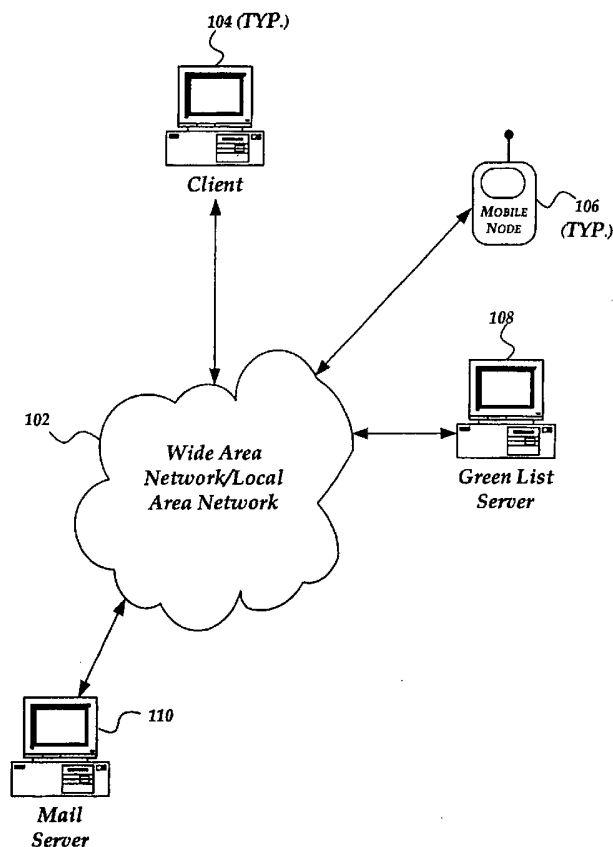 104 (TYP.)
Client
MOBILE
NODE
106
(TYP.)
108
102
Wide Area
Network/Local
Area Network
Green List
Server
110
Mail
Server